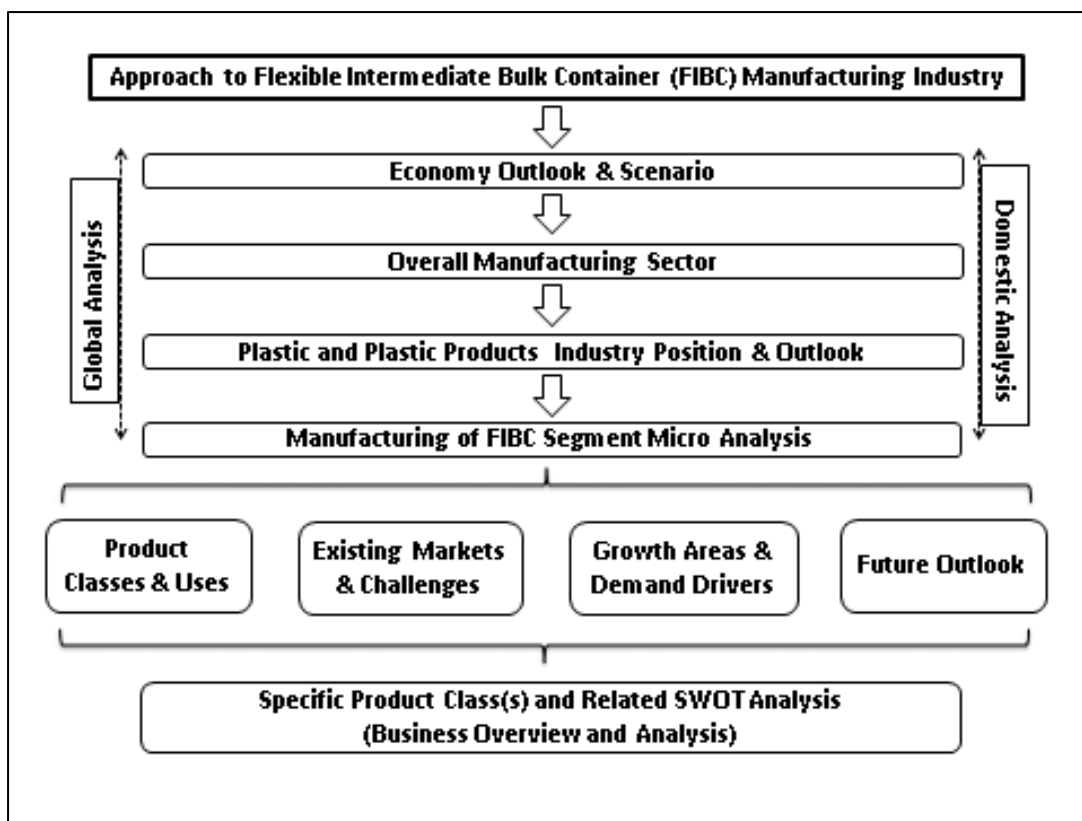 Approach to Flexible Intermediate Bulk Container (FIBC) Manufacturing Industry
Economy Outlook & Scenario
Global Analysis
Domestic Analysis
Overall Manufacturing Sector
Plastic and Plastic Products Industry Position & Outlook
Manufacturing of FIBC Segment Micro Analysis
Product
Classes & Uses
Existing Markets
& Challenges
Growth Areas &
Demand Drivers
Future Outlook
Specific Product Class(s) and Related SWOT Analysis
(Business Overview and Analysis)